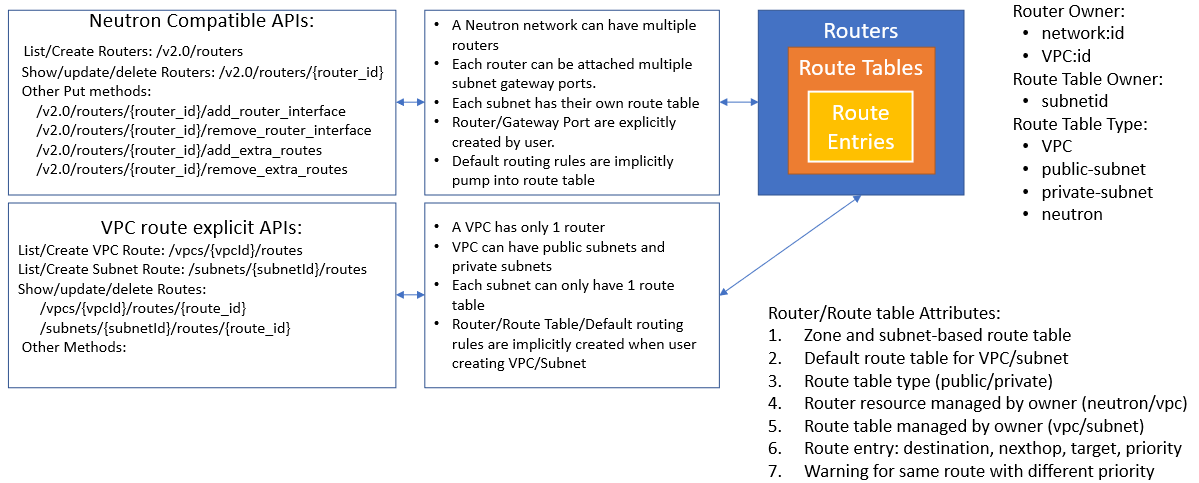 Neutron Compatible APIs:
List/Create Routers: /v2.0/routers
Show/update/delete Routers: /v2.0/routers/{router_id}
Other Put methods:
/v2.0/routers/{router_id}/add_router_interface
/v2.0/routers/{router_id}/remove_router_interface
/v2.0/routers/{router_id}/add_extra_routes
/v2.0/routers/{router_id}/remove_extra_routes
• A Neutron network can have multiple
routers
• Each router can be attached multiple
subnet gateway ports.
• Each subnet has their own route table
• Router/Gateway Port are explicitly
created by user.
• Default routing rules are implicitly
pump into route table
Routers
Route Tables
Route
Entries
Router Owner:
• network:id
• VPC:id
Route Table Owner:
• subnetid
Route Table Type:
• VPC
• public-subnet
• private-subnet
• neutron
VPC route explicit APIs:
List/Create VPC Route: /vpcs/{vpcId}/routes
List/Create Subnet Route: /subnets/{subnetId}/routes
Show/update/delete Routes:
/vpcs/{vpcId}/routes/{route_id}
/subnets/{subnetId}/routes/{route_id}
Other Methods:
• A VPC has only 1 router
• VPC can have public subnets and
private subnets
• Each subnet can only have 1 route
table
• Router/Route Table/Default routing
rules are implicitly created when user
creating VPC/Subnet
Router/Route table Attributes:
1. Zone and subnet-based route table
2. Default route table for VPC/subnet
3. Route table type (public/private)
4. Router resource managed by owner (neutron/vpc)
5. Route table managed by owner (vpc/subnet)
6. Route entry: destination, nexthop, target, priority
7. Warning for same route with different priority